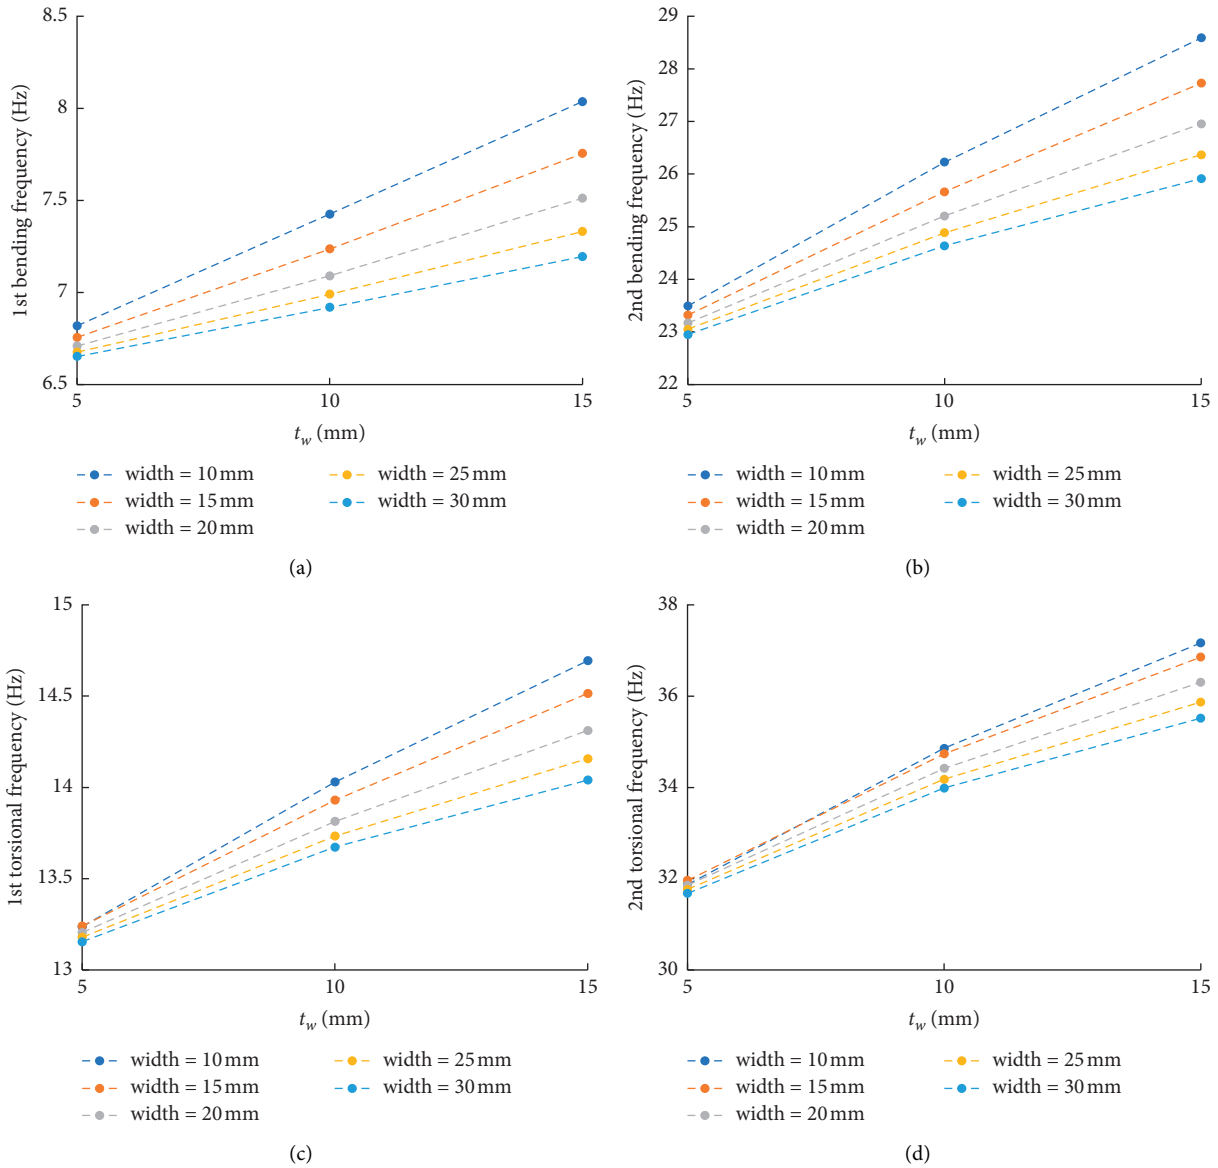 8.5
8
7.5
7
6.5
1st bending frequency (Hz)
5 10 15
t_w (mm)
width = 10 mm
width = 15 mm
width = 20 mm
width = 25 mm
width = 30 mm
(a)
29
28
27
26
25
24
23
22
2nd bending frequency (Hz)
5 10 15
t_w (mm)
width = 10 mm
width = 15 mm
width = 20 mm
width = 25 mm
width = 30 mm
(b)
15
14.5
14
13.5
13
1st torsional frequency (Hz)
5 10 15
t_w (mm)
width = 10 mm
width = 15 mm
width = 20 mm
width = 25 mm
width = 30 mm
(c)
38
36
34
32
30
2nd torsional frequency (Hz)
5 10 15
t_w (mm)
width = 10 mm
width = 15 mm
width = 20 mm
width = 25 mm
width = 30 mm
(d)